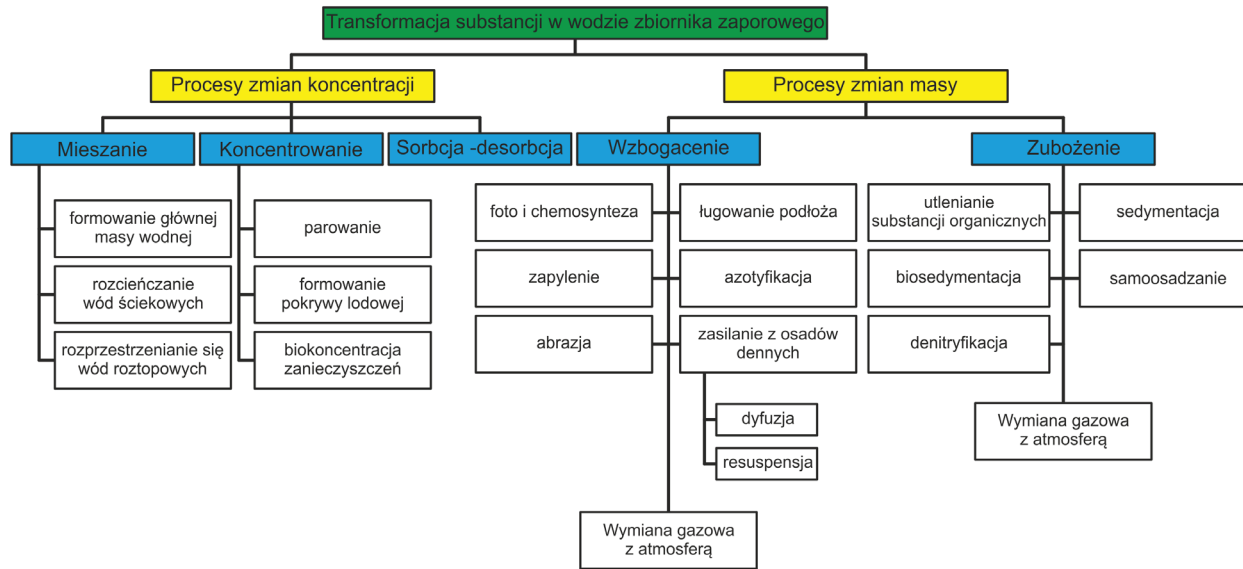 Transformacja substancji w wodzie zbiornika zaporowego
Procesy zmian koncentracji
Procesy zmian masy
Mieszanie
Koncentrowanie
Sorbcja -desorbcja
Wzbogacenie
Zubożenie
formowanie głównej
masy wodnej
rozcieńczanie
wód ściekowych
rozprzestrzenianie się
wód roztopowych
parowanie
formowanie
pokrywy lodowej
biokoncentracja
zanieczyszczeń
foto i chemosynteza
ługowanie podłoża
zapylenie
azotyfikacja
abrazja
zasilanie z osadów
dennych
dyfuzja
resuspensja
Wymiana gazowa
z atmosferą
utlenianie
substancji organicznych
sedymentacja
biosedymentacja
samoosadzanie
denitryfikacja
Wymiana gazowa
z atmosferą